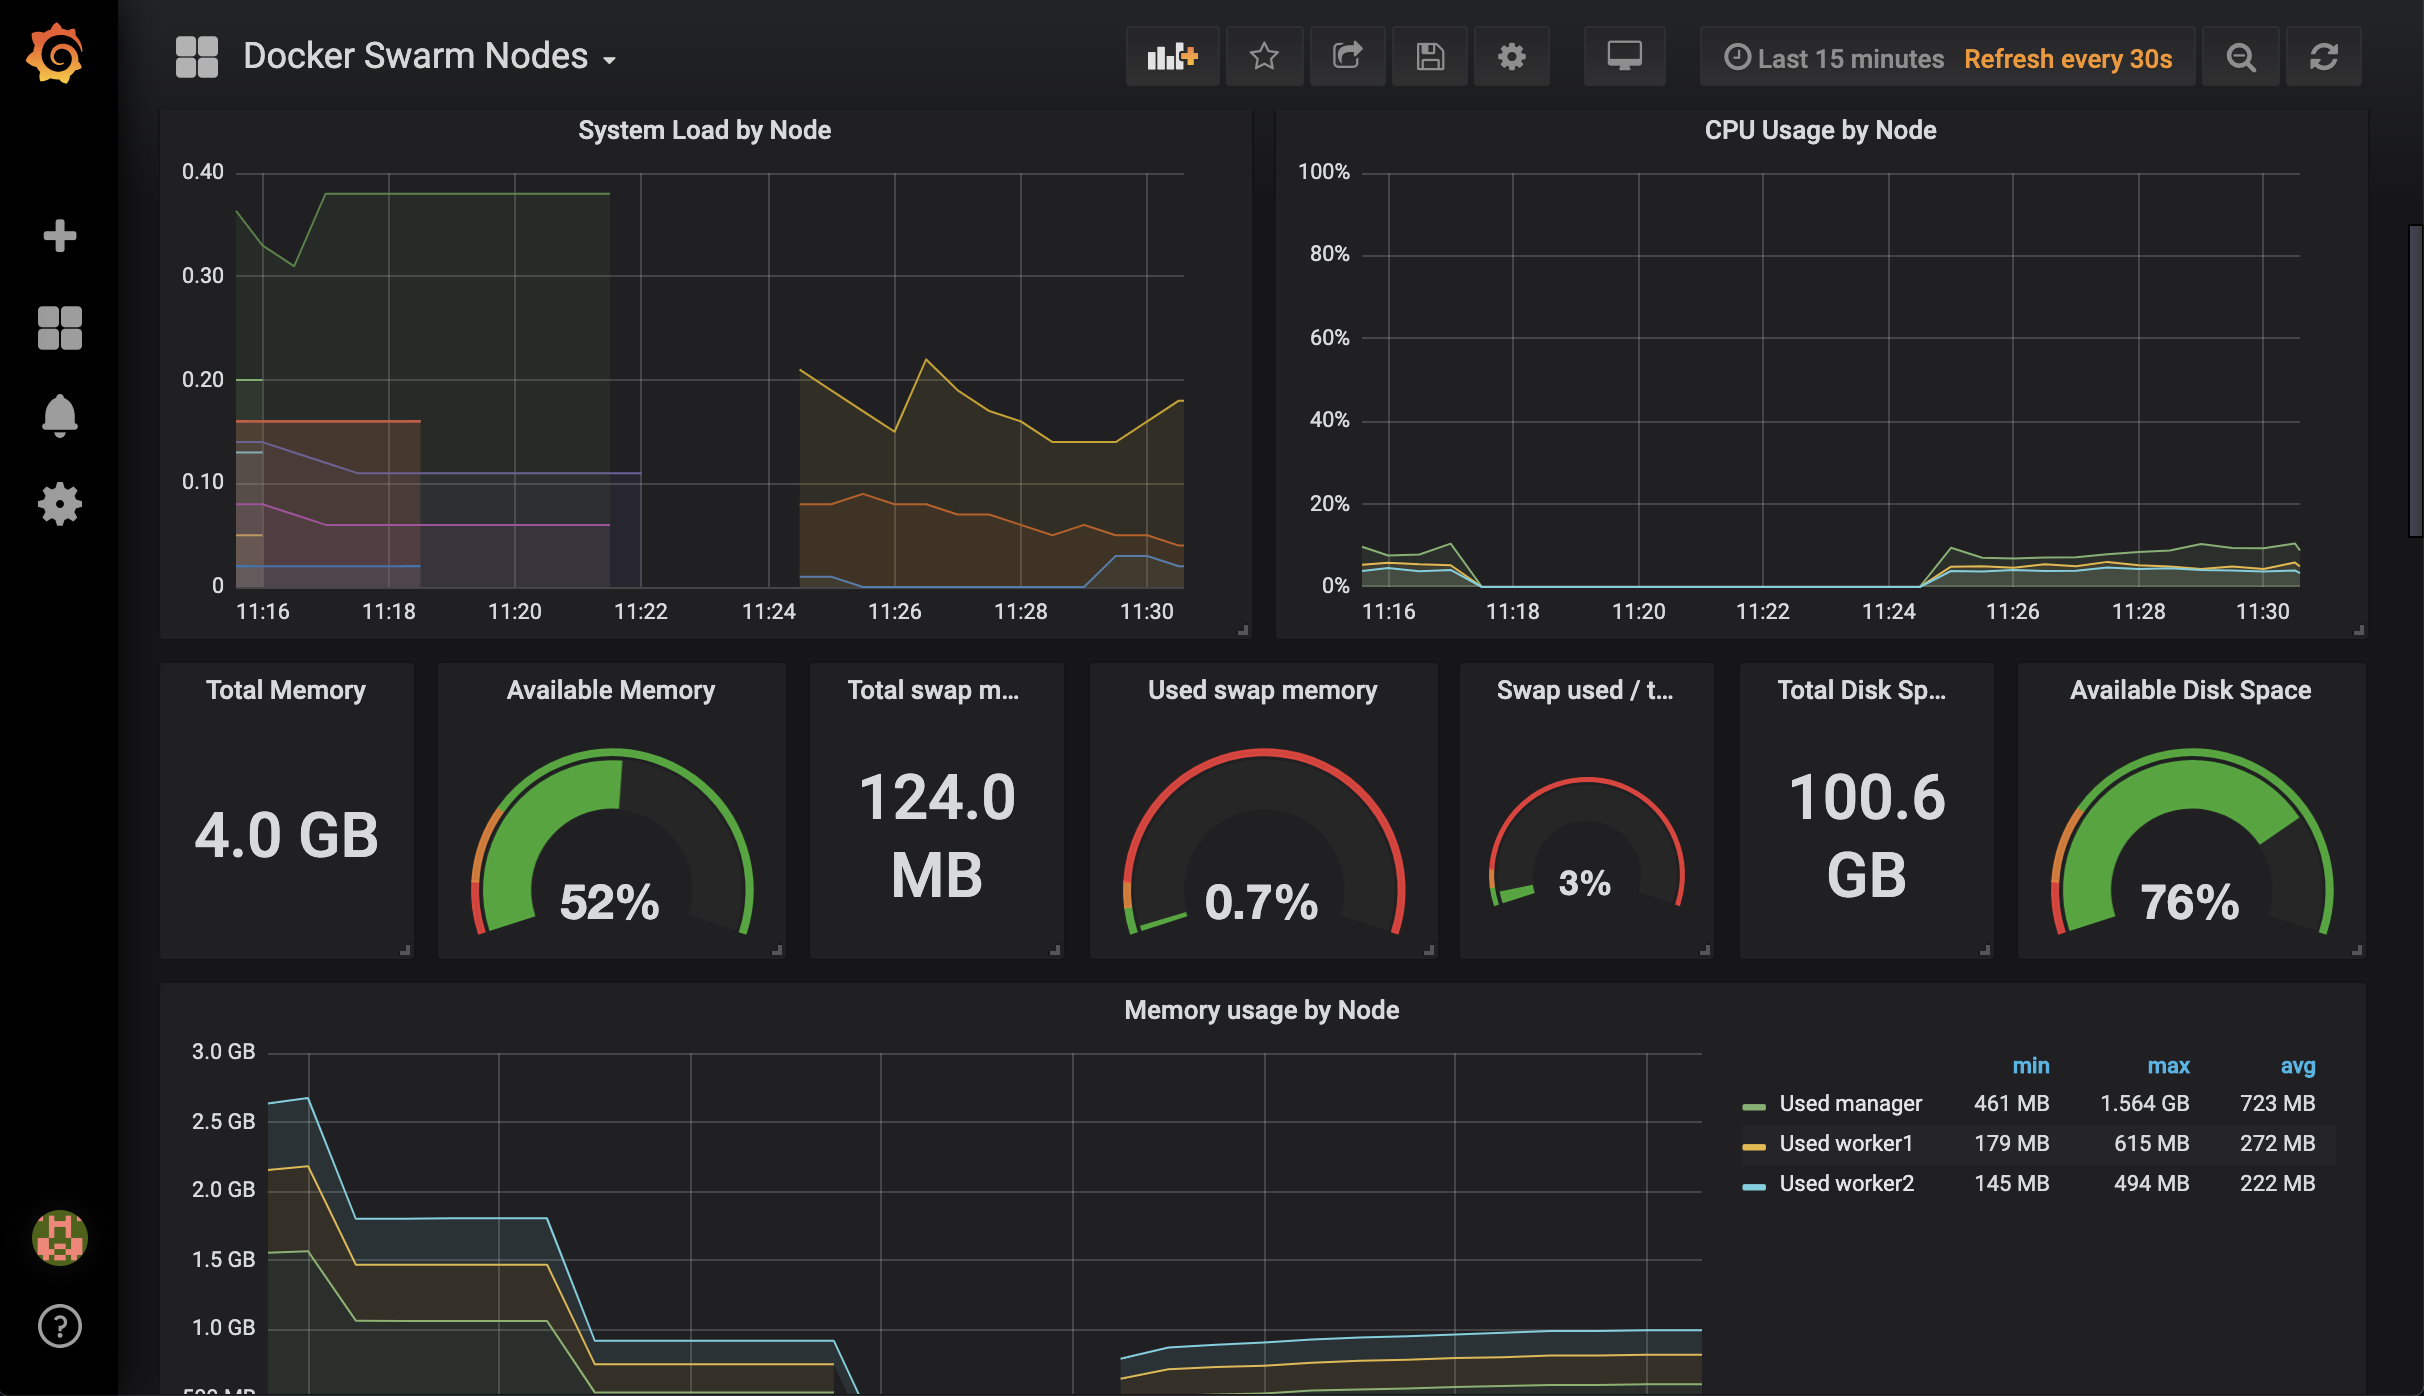 Docker Swarm Nodes
Last 15 minutes Refresh every 30s
System Load by Node
0.40
0.30
0.20
0.10
0
11:16 11:18 11:20 11:22 11:24 11:26 11:28 11:30
CPU Usage by Node
100%
80%
60%
40%
20%
0%
11:16 11:18 11:20 11:22 11:24 11:26 11:28 11:30
Total Memory
4.0 GB
Available Memory
52%
Total swap m...
124.0
MB
Used swap memory
0.7%
Swap used / t...
3%
Total Disk Sp...
100.6
GB
Available Disk Space
76%
Memory usage by Node
3.0 GB
2.5 GB
2.0 GB
1.5 GB
1.0 GB
500 MB
min max avg
Used manager 461 MB 1.564 GB 723 MB
Used worker1 179 MB 615 MB 272 MB
Used worker2 145 MB 494 MB 222 MB
?